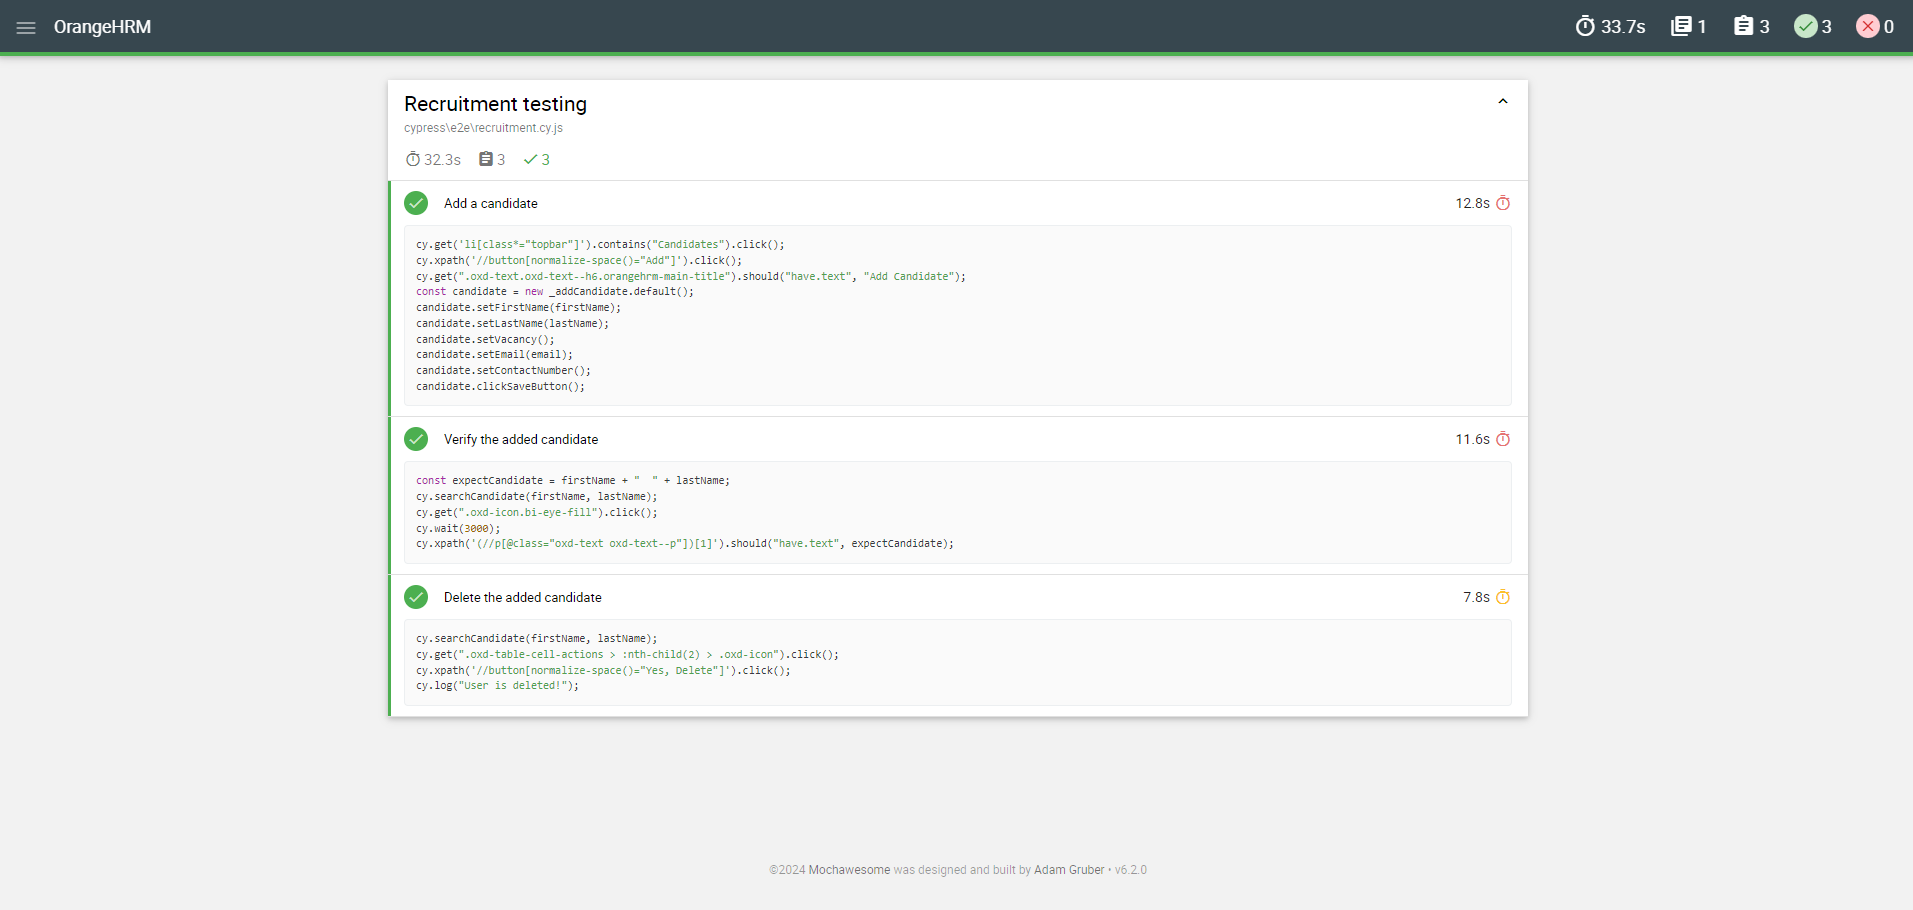 OrangeHRM 33.7s 1 3 3 0
Recruitment testing
cypress\e2e\recruitment.cy.js
32.3s 3 3
Add a candidate 12.8s
cy.get('li[class*="topbar"]').contains("Candidates").click();
cy.xpath('//button[normalize-space()="Add"]').click();
cy.get(".oxd-text.oxd-text--h6.orangehrm-main-title").should("have.text", "Add Candidate");
const candidate = new _addCandidate.default();
candidate.setFirstName(firstName);
candidate.setLastName(lastName);
candidate.setVacancy();
candidate.setEmail(email);
candidate.setContactNumber();
candidate.clickSaveButton();
Verify the added candidate 11.6s
const expectCandidate = firstName + "  " + lastName;
cy.searchCandidate(firstName, lastName);
cy.get(".oxd-icon.bi-eye-fill").click();
cy.wait(3000);
cy.xpath('(//p[@class="oxd-text oxd-text--p"])[1]').should("have.text", expectCandidate);
Delete the added candidate 7.8s
cy.searchCandidate(firstName, lastName);
cy.get(".oxd-table-cell-actions > :nth-child(2) > .oxd-icon").click();
cy.xpath('//button[normalize-space()="Yes, Delete"]').click();
cy.log("User is deleted!");
©2024 Mochawesome was designed and built by Adam Gruber • v6.2.0